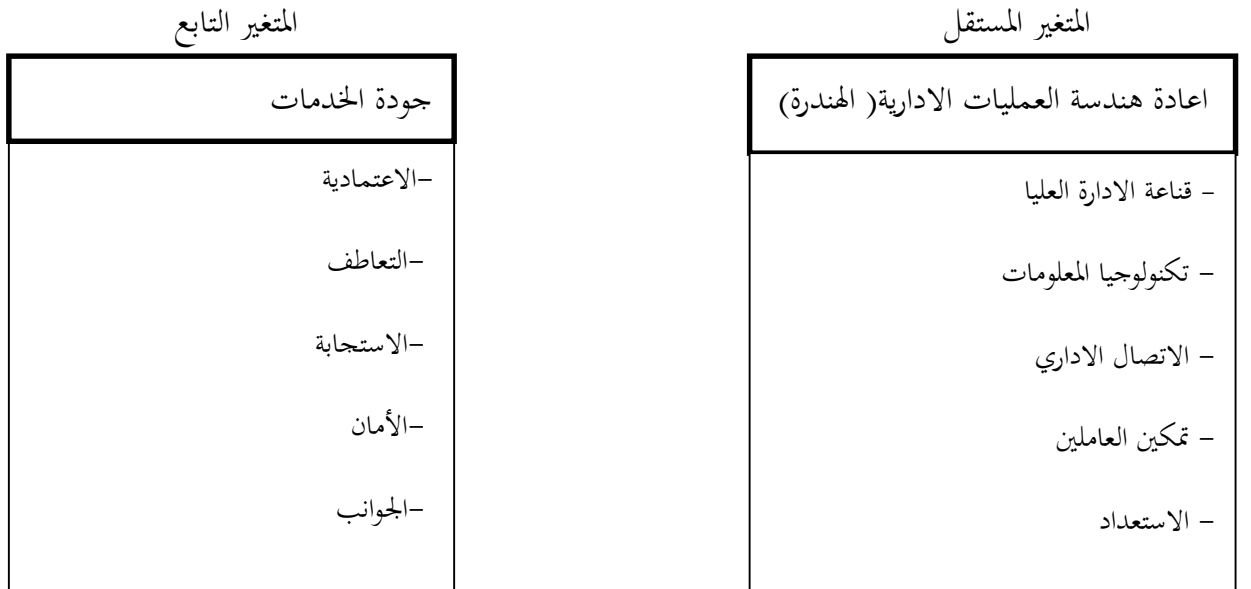 المتغير المستقل
اعادة هندسة العمليات الادارية( الهندرة)
- قناعة الادارة العليا
- تكنولوجيا المعلومات
- الاتصال الاداري
- تمكين العاملين
- الاستعداد
المتغير التابع
جودة الخدمات
-الاعتمادية
-التعاطف
-الاستجابة
-الأمان
-الجوانب